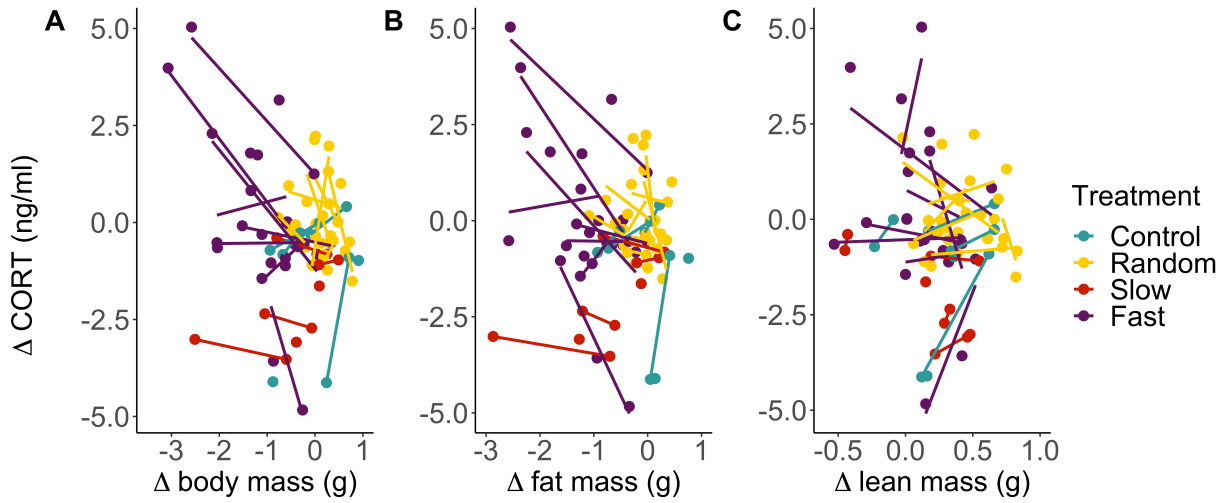 A
B
C
Δ CORT (ng/ml)
5.0
2.5
0.0
-2.5
-5.0
-3 -2 -1 0 1
Δ body mass (g)
5.0
2.5
0.0
-2.5
-5.0
-3 -2 -1 0 1
Δ fat mass (g)
5.0
2.5
0.0
-2.5
-5.0
-0.5 0.0 0.5 1.0
Δ lean mass (g)
Treatment
Control
Random
Slow
Fast